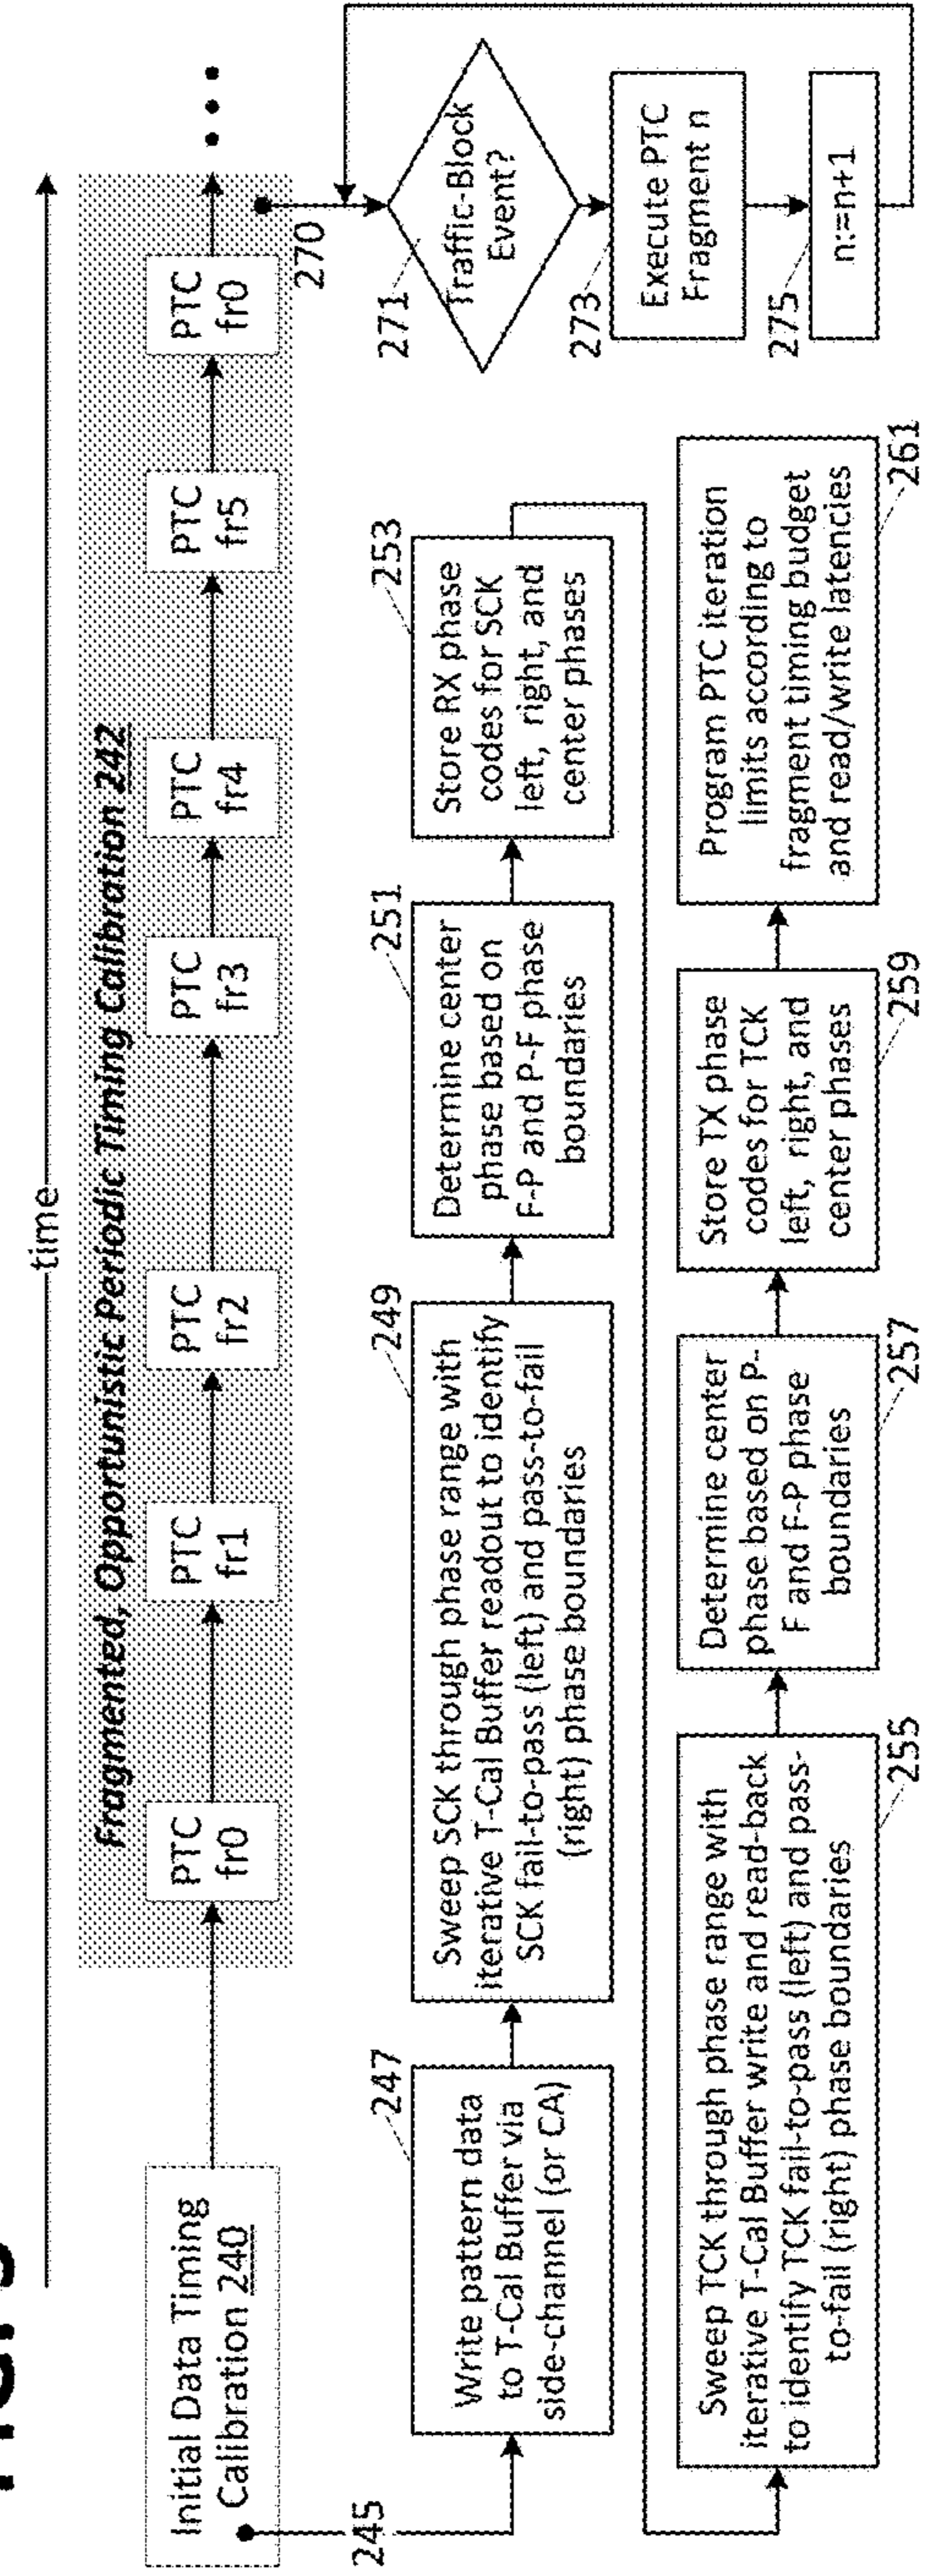 time
Fragmented, Opportunistic Periodic Timing Calibration 242
Initial Data Timing
Calibration 240
PTC
fr0
PTC
fr1
PTC
fr2
PTC
fr3
PTC
fr4
PTC
fr5
PTC
fr0
245
247
Write pattern data
to T-Cal Buffer via
side-channel (or CA)
249
Sweep SCK through phase range with
iterative T-Cal Buffer readout to identify
SCK fail-to-pass (left) and pass-to-fail
(right) phase boundaries
251
Determine center
phase based on
F-P and P-F phase
boundaries
253
Store RX phase
codes for SCK
left, right, and
center phases
Sweep TCK through phase range with
iterative T-Cal Buffer write and read-back
to identify TCK fail-to-pass (left) and pass-
to-fail (right) phase boundaries
255
Determine center
phase based on P-
F and F-P phase
boundaries
257
Store TX phase
codes for TCK
left, right, and
center phases
259
Program PTC iteration
limits according to
fragment timing budget
and read/write latencies
261
270
271
Traffic-Block
Event?
273
Execute PTC
Fragment n
275
n:=n+1